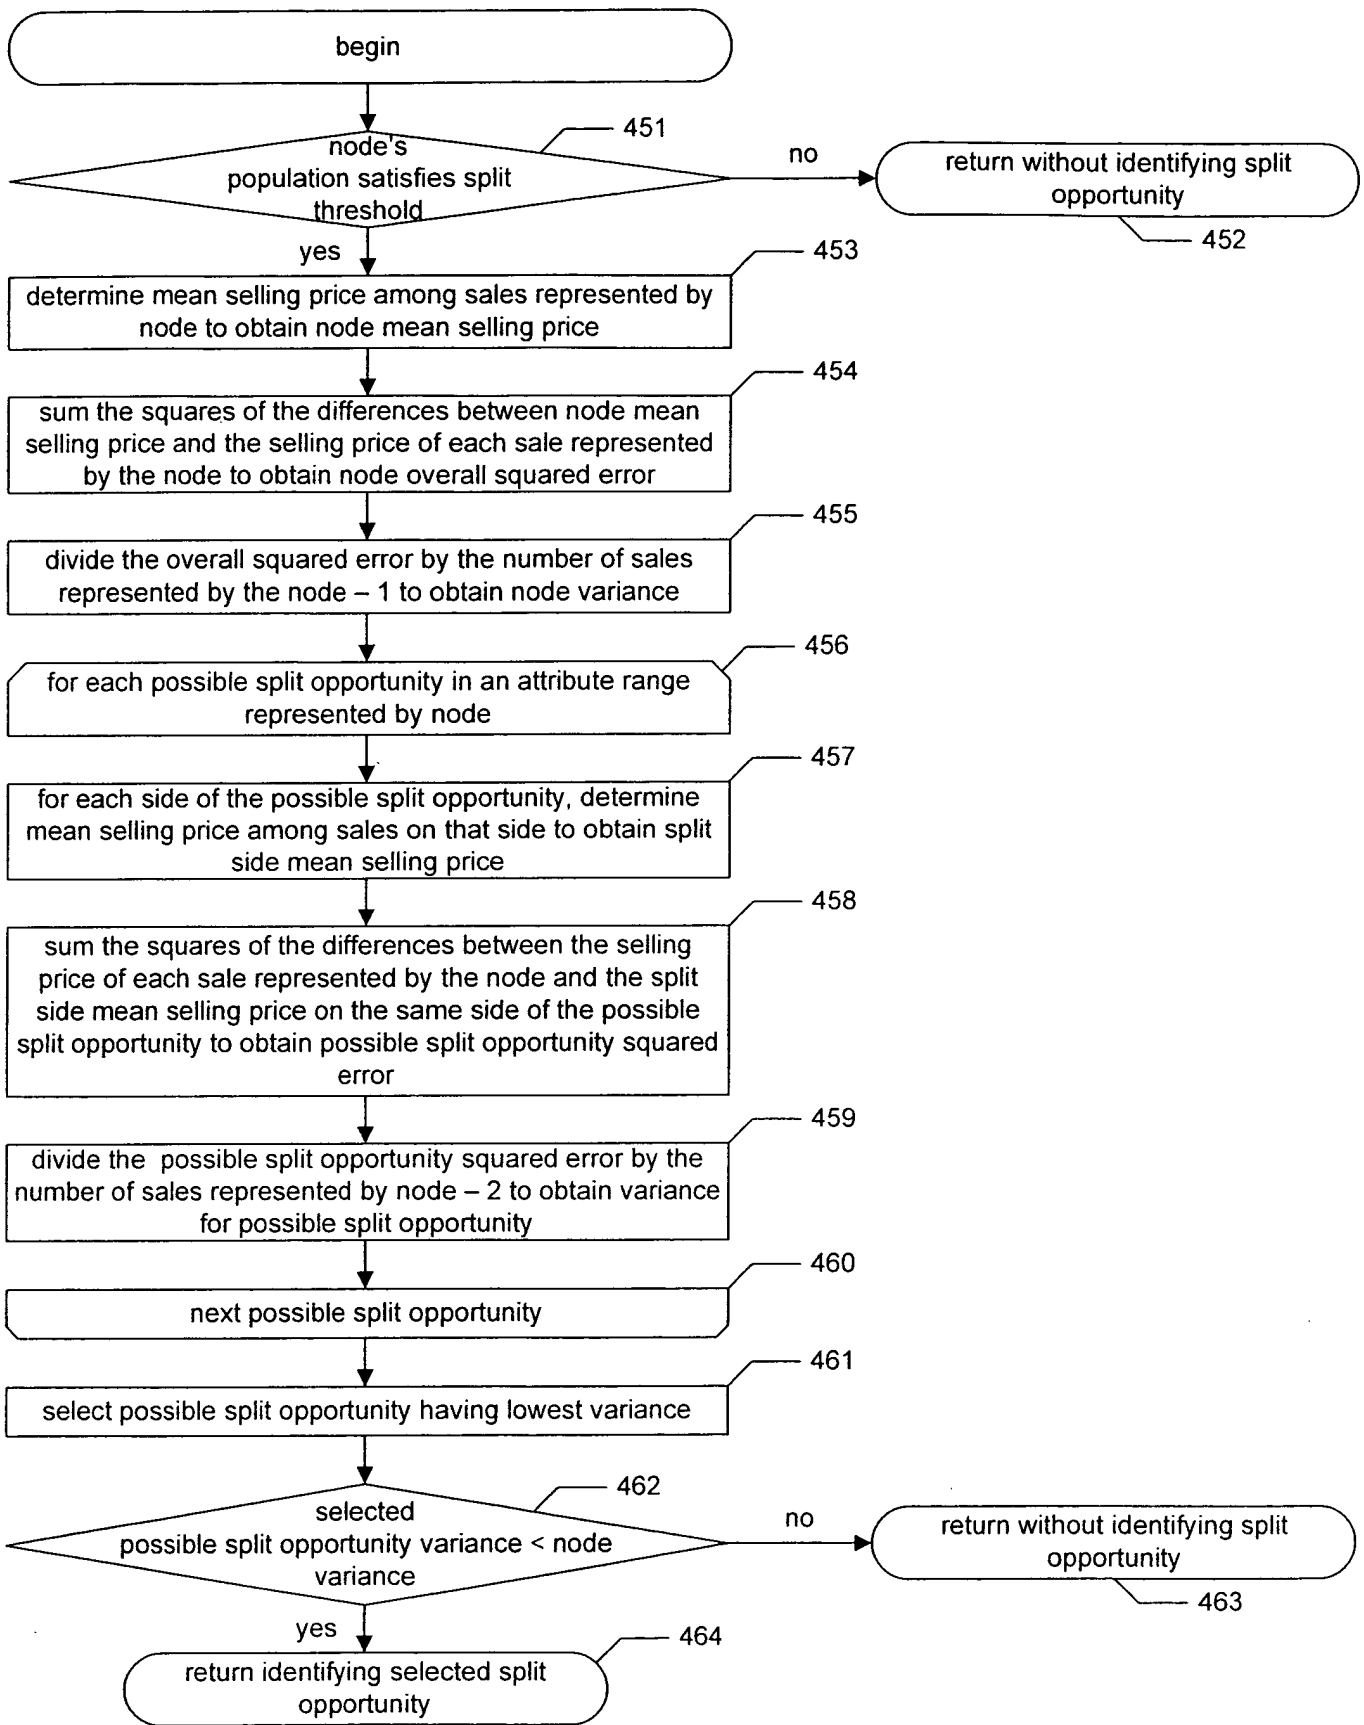 begin
451
node's
population satisfies split
threshold
no
return without identifying split
opportunity
452
yes
453
determine mean selling price among sales represented by
node to obtain node mean selling price
454
sum the squares of the differences between node mean
selling price and the selling price of each sale represented
by the node to obtain node overall squared error
455
divide the overall squared error by the number of sales
represented by the node – 1 to obtain node variance
456
for each possible split opportunity in an attribute range
represented by node
457
for each side of the possible split opportunity, determine
mean selling price among sales on that side to obtain split
side mean selling price
458
sum the squares of the differences between the selling
price of each sale represented by the node and the split
side mean selling price on the same side of the possible
split opportunity to obtain possible split opportunity squared
error
459
divide the possible split opportunity squared error by the
number of sales represented by node – 2 to obtain variance
for possible split opportunity
460
next possible split opportunity
461
select possible split opportunity having lowest variance
462
selected
possible split opportunity variance < node
variance
no
return without identifying split
opportunity
463
yes
464
return identifying selected split
opportunity